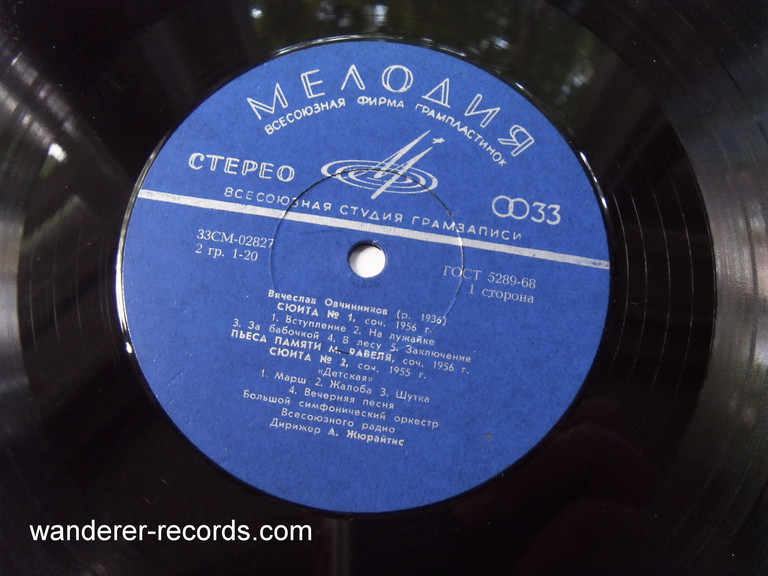 МЕЛОДИЯ
ВСЕСОЮЗНАЯ ФИРМА ГРАМПЛАСТИНОК
СТЕРЕО
33
ВСЕСОЮЗНАЯ СТУДИЯ ГРАМЗАПИСИ
33СМ-02827
2 гр. 1-20
ГОСТ 5289-68
1 сторона
Вячеслав Овчинников (р. 1936)
СЮИТА № 1, соч. 1956 г.
1. Вступление 2. На лужайке
3. За бабочкой 4. В лесу 5. Заключение
ПЬЕСА ПАМЯТИ М. РАВЕЛЯ, соч. 1956 г.
СЮИТА № 2, соч. 1955 г.
«Детская»
1. Марш 2. Жалоба 3. Шутка
4. Вечерняя песня
Большой симфонический оркестр
Всесоюзного радио
Дирижер А. Жюрайтис
wanderer-records.com